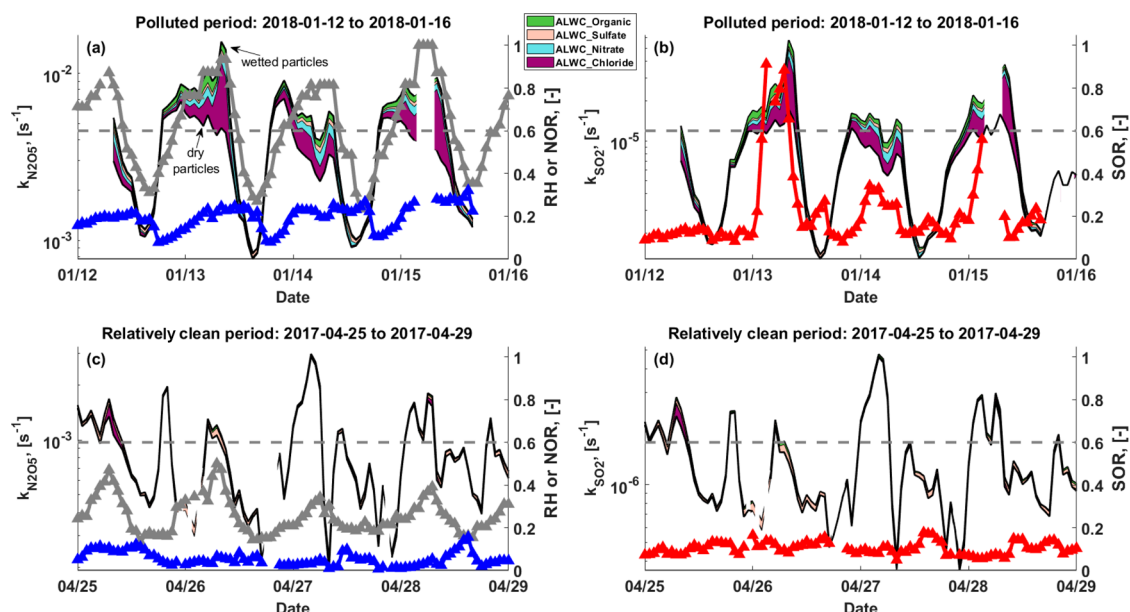 Polluted period: 2018-01-12 to 2018-01-16
(a)
wetted particles
dry
particles
10⁻²
10⁻³
k_N2O5, [s⁻¹]
1
0.8
0.6
0.4
0.2
0
RH or NOR, [-]
01/12 01/13 01/14 01/15 01/16
Date
ALWC_Organic
ALWC_Sulfate
ALWC_Nitrate
ALWC_Chloride
Polluted period: 2018-01-12 to 2018-01-16
(b)
10⁻⁵
k_SO2, [s⁻¹]
1
0.8
0.6
0.4
0.2
0
SOR, [-]
01/12 01/13 01/14 01/15 01/16
Date
Relatively clean period: 2017-04-25 to 2017-04-29
(c)
10⁻³
k_N2O5, [s⁻¹]
1
0.8
0.6
0.4
0.2
0
RH or NOR, [-]
04/25 04/26 04/27 04/28 04/29
Date
Relatively clean period: 2017-04-25 to 2017-04-29
(d)
10⁻⁶
k_SO2, [s⁻¹]
1
0.8
0.6
0.4
0.2
0
SOR, [-]
04/25 04/26 04/27 04/28 04/29
Date